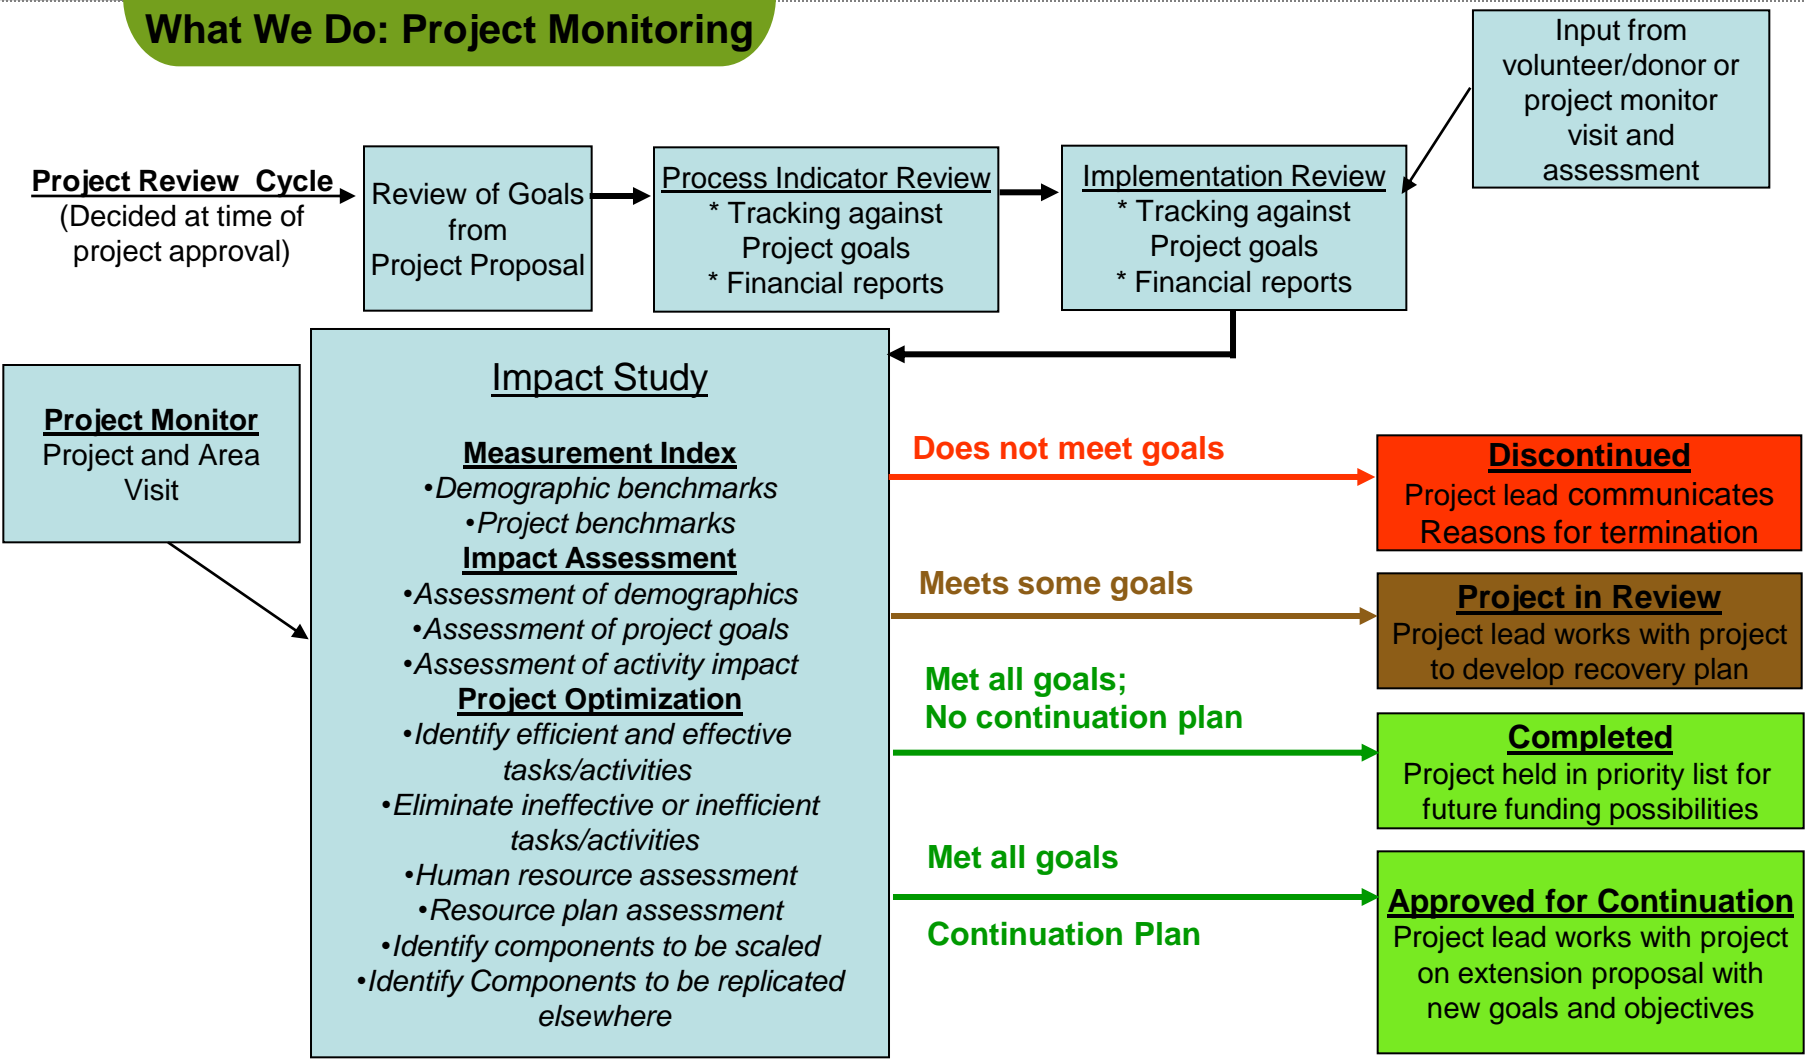 What We Do: Project Monitoring
Input from
volunteer/donor or
project monitor
visit and
assessment
Project Review Cycle
(Decided at time of
project approval)
Review of Goals
from
Project Proposal
Process Indicator Review
* Tracking against
Project goals
* Financial reports
Implementation Review
* Tracking against
Project goals
* Financial reports
Project Monitor
Project and Area
Visit
Impact Study
Measurement Index
•Demographic benchmarks
•Project benchmarks
Impact Assessment
•Assessment of demographics
•Assessment of project goals
•Assessment of activity impact
Project Optimization
•Identify efficient and effective
tasks/activities
•Eliminate ineffective or inefficient
tasks/activities
•Human resource assessment
•Resource plan assessment
•Identify components to be scaled
•Identify Components to be replicated
elsewhere
Does not meet goals
Discontinued
Project lead communicates
Reasons for termination
Meets some goals
Project in Review
Project lead works with project
to develop recovery plan
Met all goals;
No continuation plan
Completed
Project held in priority list for
future funding possibilities
Met all goals
Continuation Plan
Approved for Continuation
Project lead works with project
on extension proposal with
new goals and objectives